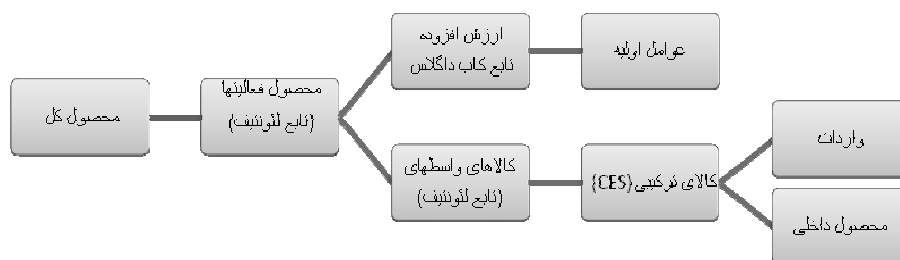 محصول کل
محصول فعالیتها
(تابع لئونتیف)
ارزش افزوده
تابع کاب داگلاس
عوامل اولیه
کالاهای واسطهای
(تابع لئونتیف)
کالای ترکیبی (CES)
واردات
محصول داخلی